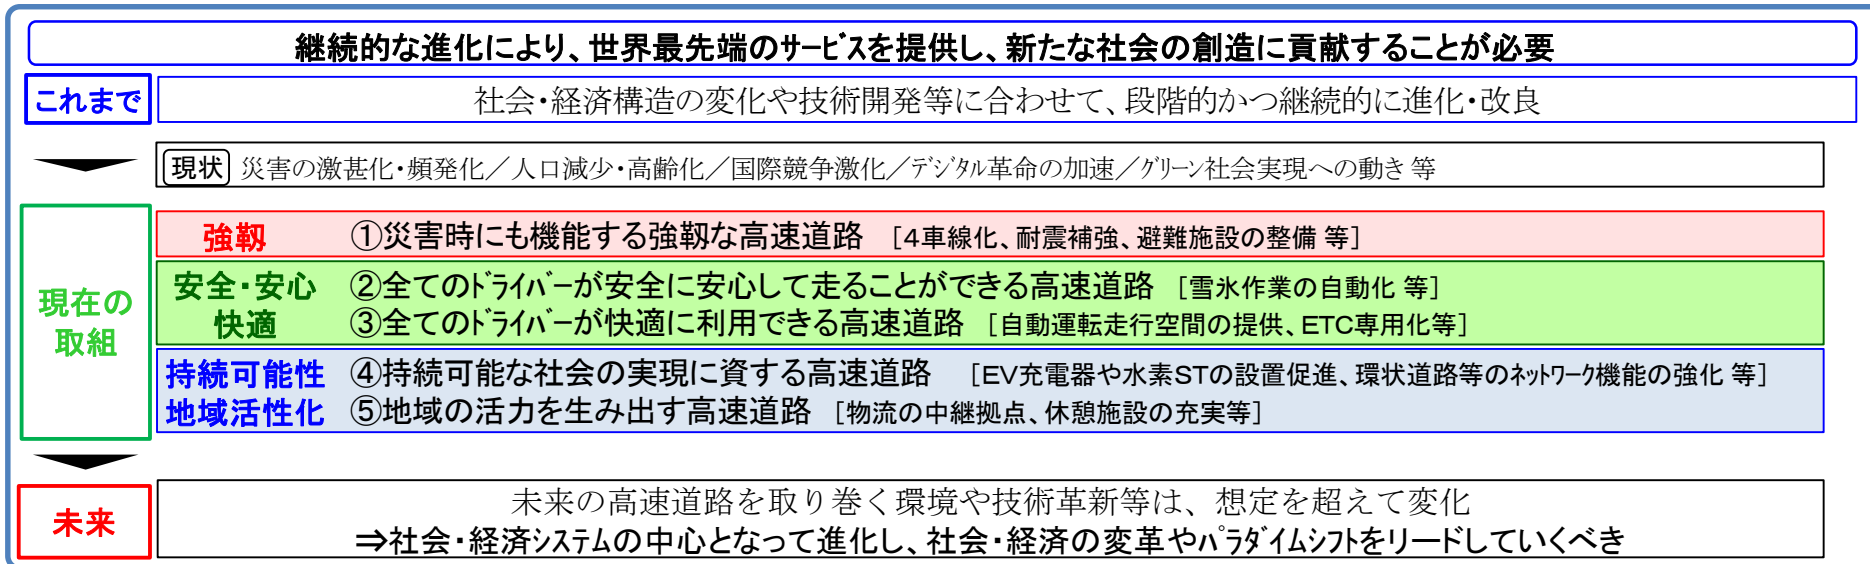 継続的な進化により、世界最先端のｻｰﾋﾞｽを提供し、新たな社会の創造に貢献することが必要
これまで
社会・経済構造の変化や技術開発等に合わせて、段階的かつ継続的に進化・改良
現状 災害の激甚化・頻発化／人口減少・高齢化／国際競争激化／ﾃﾞｼﾞﾀﾙ革命の加速／ｸﾞﾘｰﾝ社会実現への動き 等
現在の
取組
強靱 ①災害時にも機能する強靱な高速道路 ［４車線化、耐震補強、避難施設の整備 等］
安全・安心 ②全てのﾄﾞﾗｲﾊﾞｰが安全に安心して走ることができる高速道路 ［雪氷作業の自動化 等］
快適 ③全てのﾄﾞﾗｲﾊﾞｰが快適に利用できる高速道路 ［自動運転走行空間の提供、ETC専用化等］
持続可能性 ④持続可能な社会の実現に資する高速道路 ［EV充電器や水素STの設置促進、環状道路等のﾈｯﾄﾜｰｸ機能の強化 等］
地域活性化 ⑤地域の活力を生み出す高速道路 ［物流の中継拠点、休憩施設の充実等］
未来
未来の高速道路を取り巻く環境や技術革新等は、想定を超えて変化
⇒社会・経済ｼｽﾃﾑの中心となって進化し、社会・経済の変革やﾊﾟﾗﾀﾞｲﾑｼﾌﾄをリードしていくべき